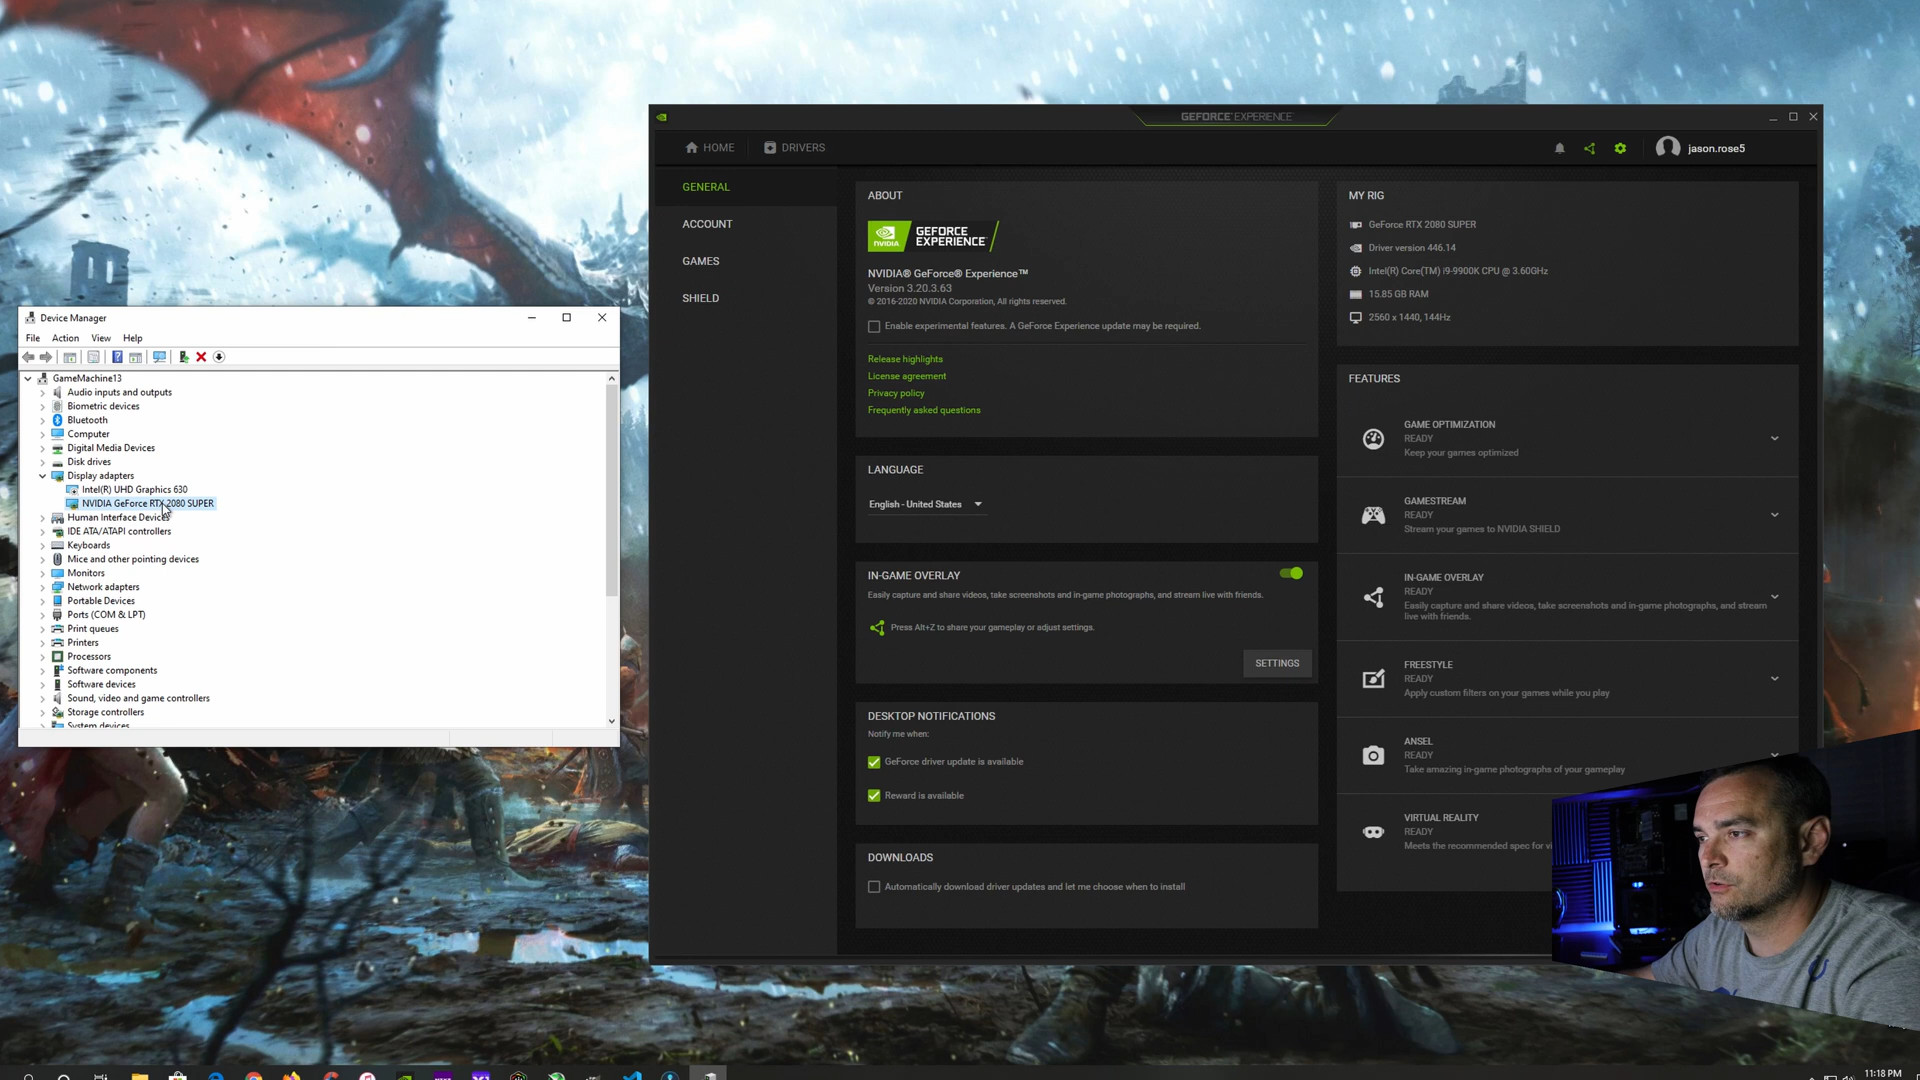 GEFORCE EXPERIENCE
HOME
DRIVERS
jason.rose5
GENERAL
ACCOUNT
GAMES
SHIELD
ABOUT
NVIDIA
GEFORCE
EXPERIENCE
NVIDIA® GeForce® Experience™
Version 3.20.3.63
© 2016-2020 NVIDIA Corporation, All rights reserved.
Enable experimental features. A GeForce Experience update may be required.
Release highlights
License agreement
Privacy policy
Frequently asked questions
LANGUAGE
English - United States
IN-GAME OVERLAY
Easily capture and share videos, take screenshots and in-game photographs, and stream live with friends.
Press Alt+Z to share your gameplay or adjust settings.
SETTINGS
DESKTOP NOTIFICATIONS
Notify me when:
GeForce driver update is available
Reward is available
DOWNLOADS
Automatically download driver updates and let me choose when to install
MY RIG
GeForce RTX 2080 SUPER
Driver version 446.14
Intel(R) Core(TM) i9-9900K CPU @ 3.60GHz
15.85 GB RAM
2560 x 1440, 144Hz
FEATURES
GAME OPTIMIZATION
READY
Keep your games optimized
GAMESTREAM
READY
Stream your games to NVIDIA SHIELD
IN-GAME OVERLAY
READY
Easily capture and share videos, take screenshots and in-game photographs, and stream
live with friends.
FREESTYLE
READY
Apply custom filters on your games while you play
ANSEL
READY
Take amazing in-game photographs of your gameplay
VIRTUAL REALITY
READY
Meets the recommended spec for
Device Manager
File Action View Help
GameMachine13
Audio inputs and outputs
Biometric devices
Bluetooth
Computer
Digital Media Devices
Disk drives
Display adapters
Intel(R) UHD Graphics 630
NVIDIA GeForce RTX 2080 SUPER
Human Interface Devices
IDE ATA/ATAPI controllers
Keyboards
Mice and other pointing devices
Monitors
Network adapters
Portable Devices
Ports (COM & LPT)
Print queues
Printers
Processors
Software components
Software devices
Sound, video and game controllers
Storage controllers
System devices
11:18 PM